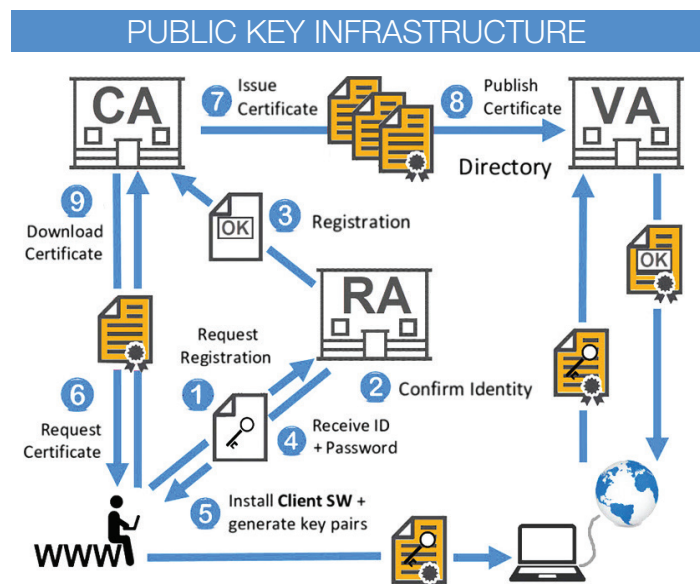 PUBLIC KEY INFRASTRUCTURE
CA
7
Issue
Certificate
8
Publish
Certificate
VA
Directory
9
Download
Certificate
OK
3
Registration
OK
RA
Request
Registration
1
2
Confirm Identity
6
Request
Certificate
4
Receive ID
+ Password
5
Install Client SW +
generate key pairs
WWW